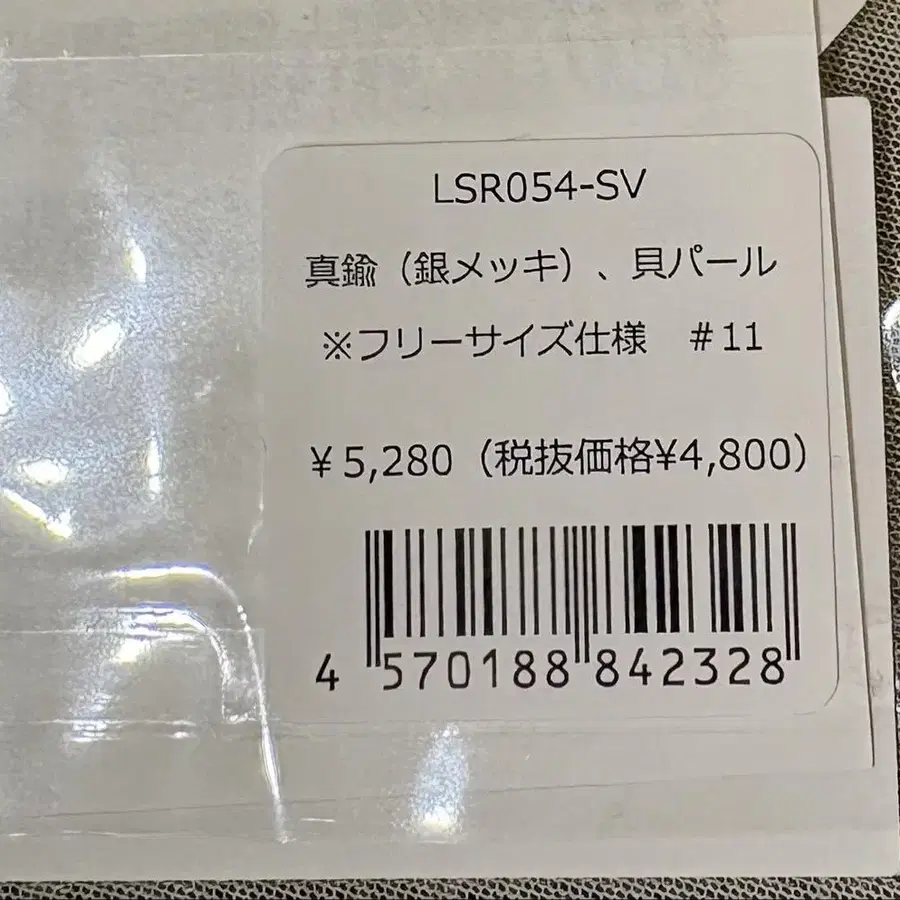 LSR054-SV
真鍮（銀メッキ）、貝パール
※フリーサイズ仕様　＃11
￥5,280（税抜価格¥4,800）
4 570188 842328